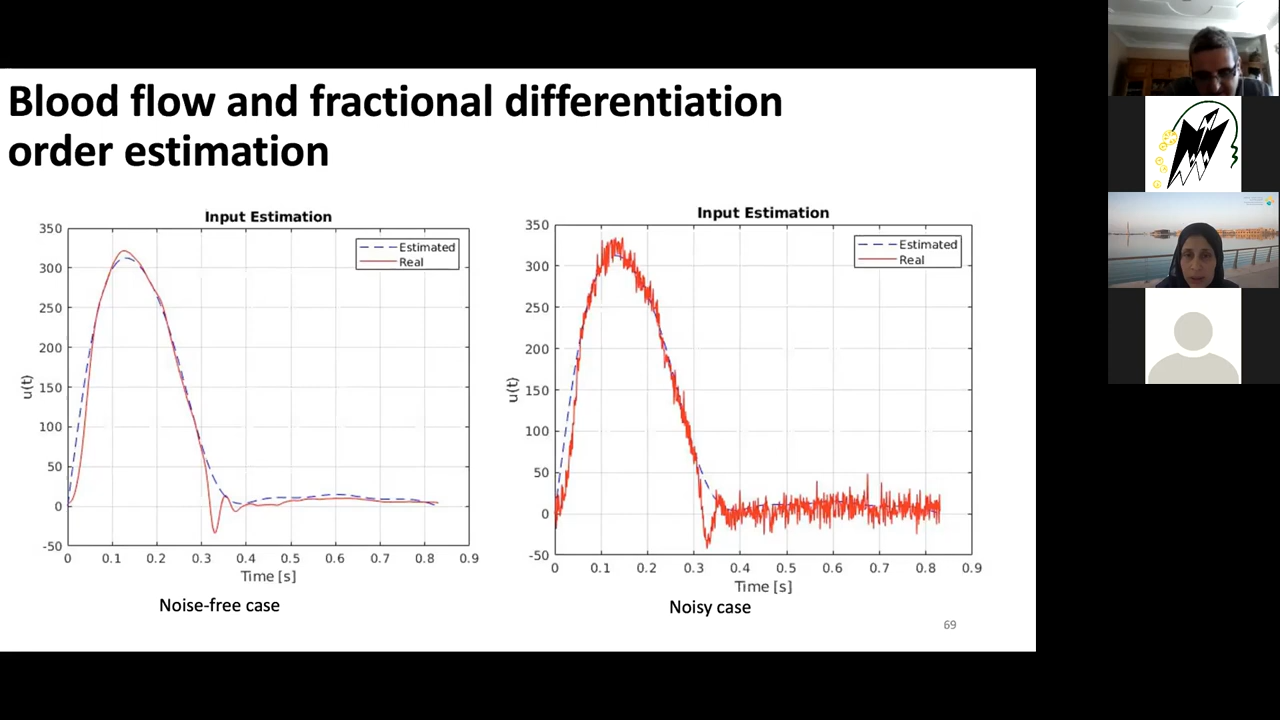 Blood flow and fractional differentiation
order estimation
Input Estimation
350
300
250
200
150
100
50
0
-50
u(t)
Estimated
Real
0 0.1 0.2 0.3 0.4 0.5 0.6 0.7 0.8 0.9
Time [s]
Noise-free case
Input Estimation
350
300
250
200
150
100
50
0
-50
u(t)
Estimated
Real
0 0.1 0.2 0.3 0.4 0.5 0.6 0.7 0.8 0.9
Time [s]
Noisy case
69